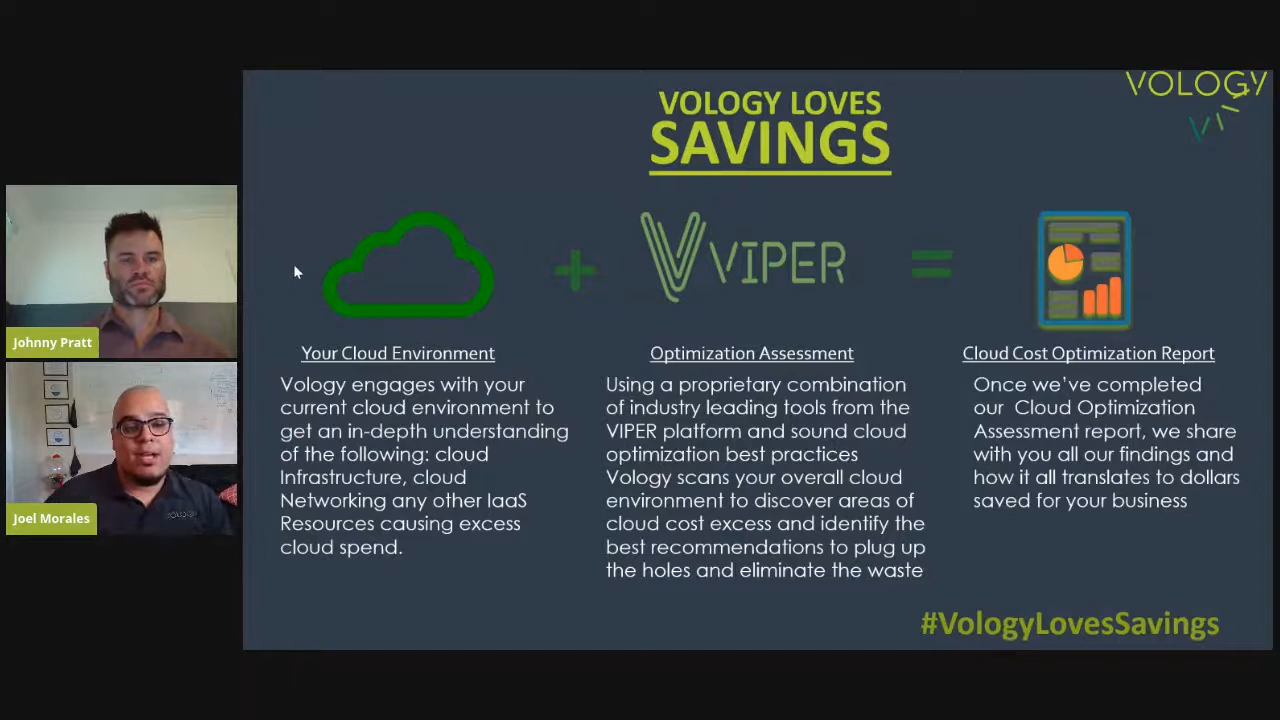 VOLOGY
VOLOGY LOVES
SAVINGS
V VIPER
Your Cloud Environment
Vology engages with your
current cloud environment to
get an in-depth understanding
of the following: cloud
Infrastructure, cloud
Networking any other IaaS
Resources causing excess
cloud spend.
Optimization Assessment
Using a proprietary combination
of industry leading tools from the
VIPER platform and sound cloud
optimization best practices
Vology scans your overall cloud
environment to discover areas of
cloud cost excess and identify the
best recommendations to plug up
the holes and eliminate the waste
Cloud Cost Optimization Report
Once we’ve completed
our  Cloud Optimization
Assessment report, we share
with you all our findings and
how it all translates to dollars
saved for your business
#VologyLovesSavings
Johnny Pratt
Joel Morales
VOLOGY